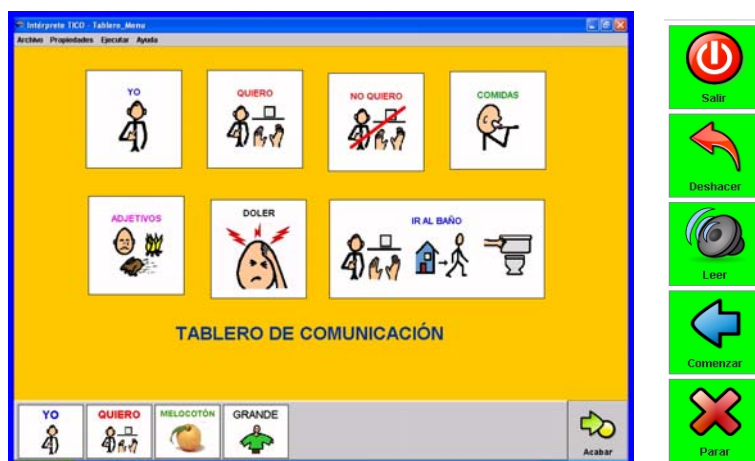 Intérprete TICO - Tablero_Menu
Archivo Propiedades Ejecutar Ayuda
YO
QUIERO
NO QUIERO
COMIDAS
ADJETIVOS
DOLER
IR AL BAÑO
TABLERO DE COMUNICACIÓN
YO
QUIERO
MELOCOTÓN
GRANDE
Acabar
Salir
Deshacer
Leer
Comenzar
Parar